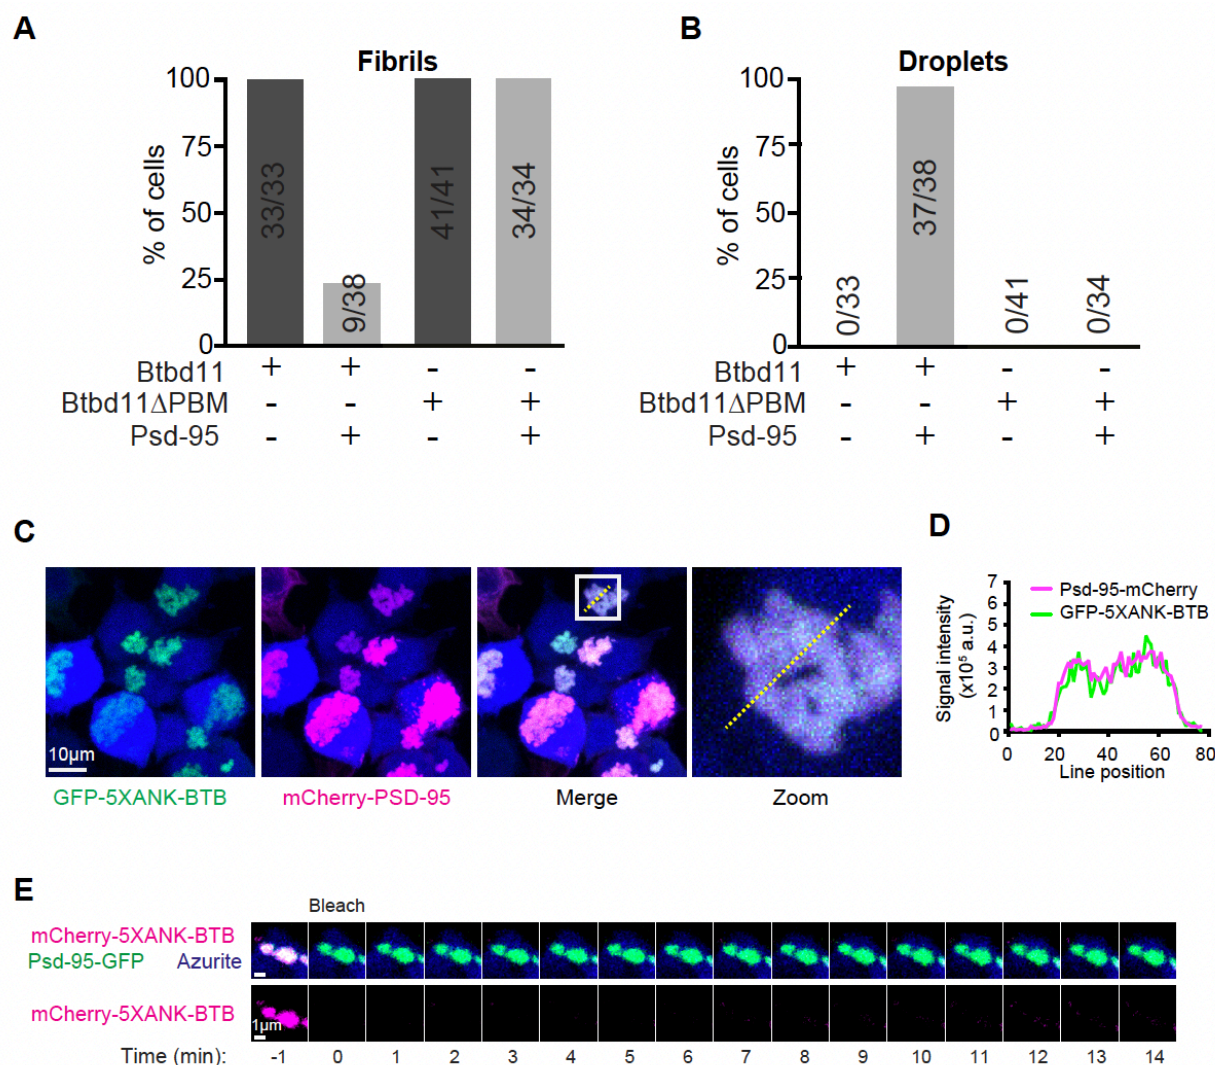 A
Fibrils
100
75
50
25
0
% of cells
33/33
9/38
41/41
34/34
Btbd11 + + - -
Btbd11ΔPBM - - + +
Psd-95 - + - +
B
Droplets
100
75
50
25
0
% of cells
0/33
37/38
0/41
0/34
Btbd11 + + - -
Btbd11ΔPBM - - + +
Psd-95 - + - +
C
10μm
GFP-5XANK-BTB
mCherry-PSD-95
Merge
Zoom
D
7
6
5
4
3
2
1
0
Signal intensity
(x10⁵ a.u.)
Psd-95-mCherry
GFP-5XANK-BTB
0 20 40 60 80
Line position
E
Bleach
mCherry-5XANK-BTB
Psd-95-GFP Azurite
mCherry-5XANK-BTB
1μm
Time (min): -1 0 1 2 3 4 5 6 7 8 9 10 11 12 13 14